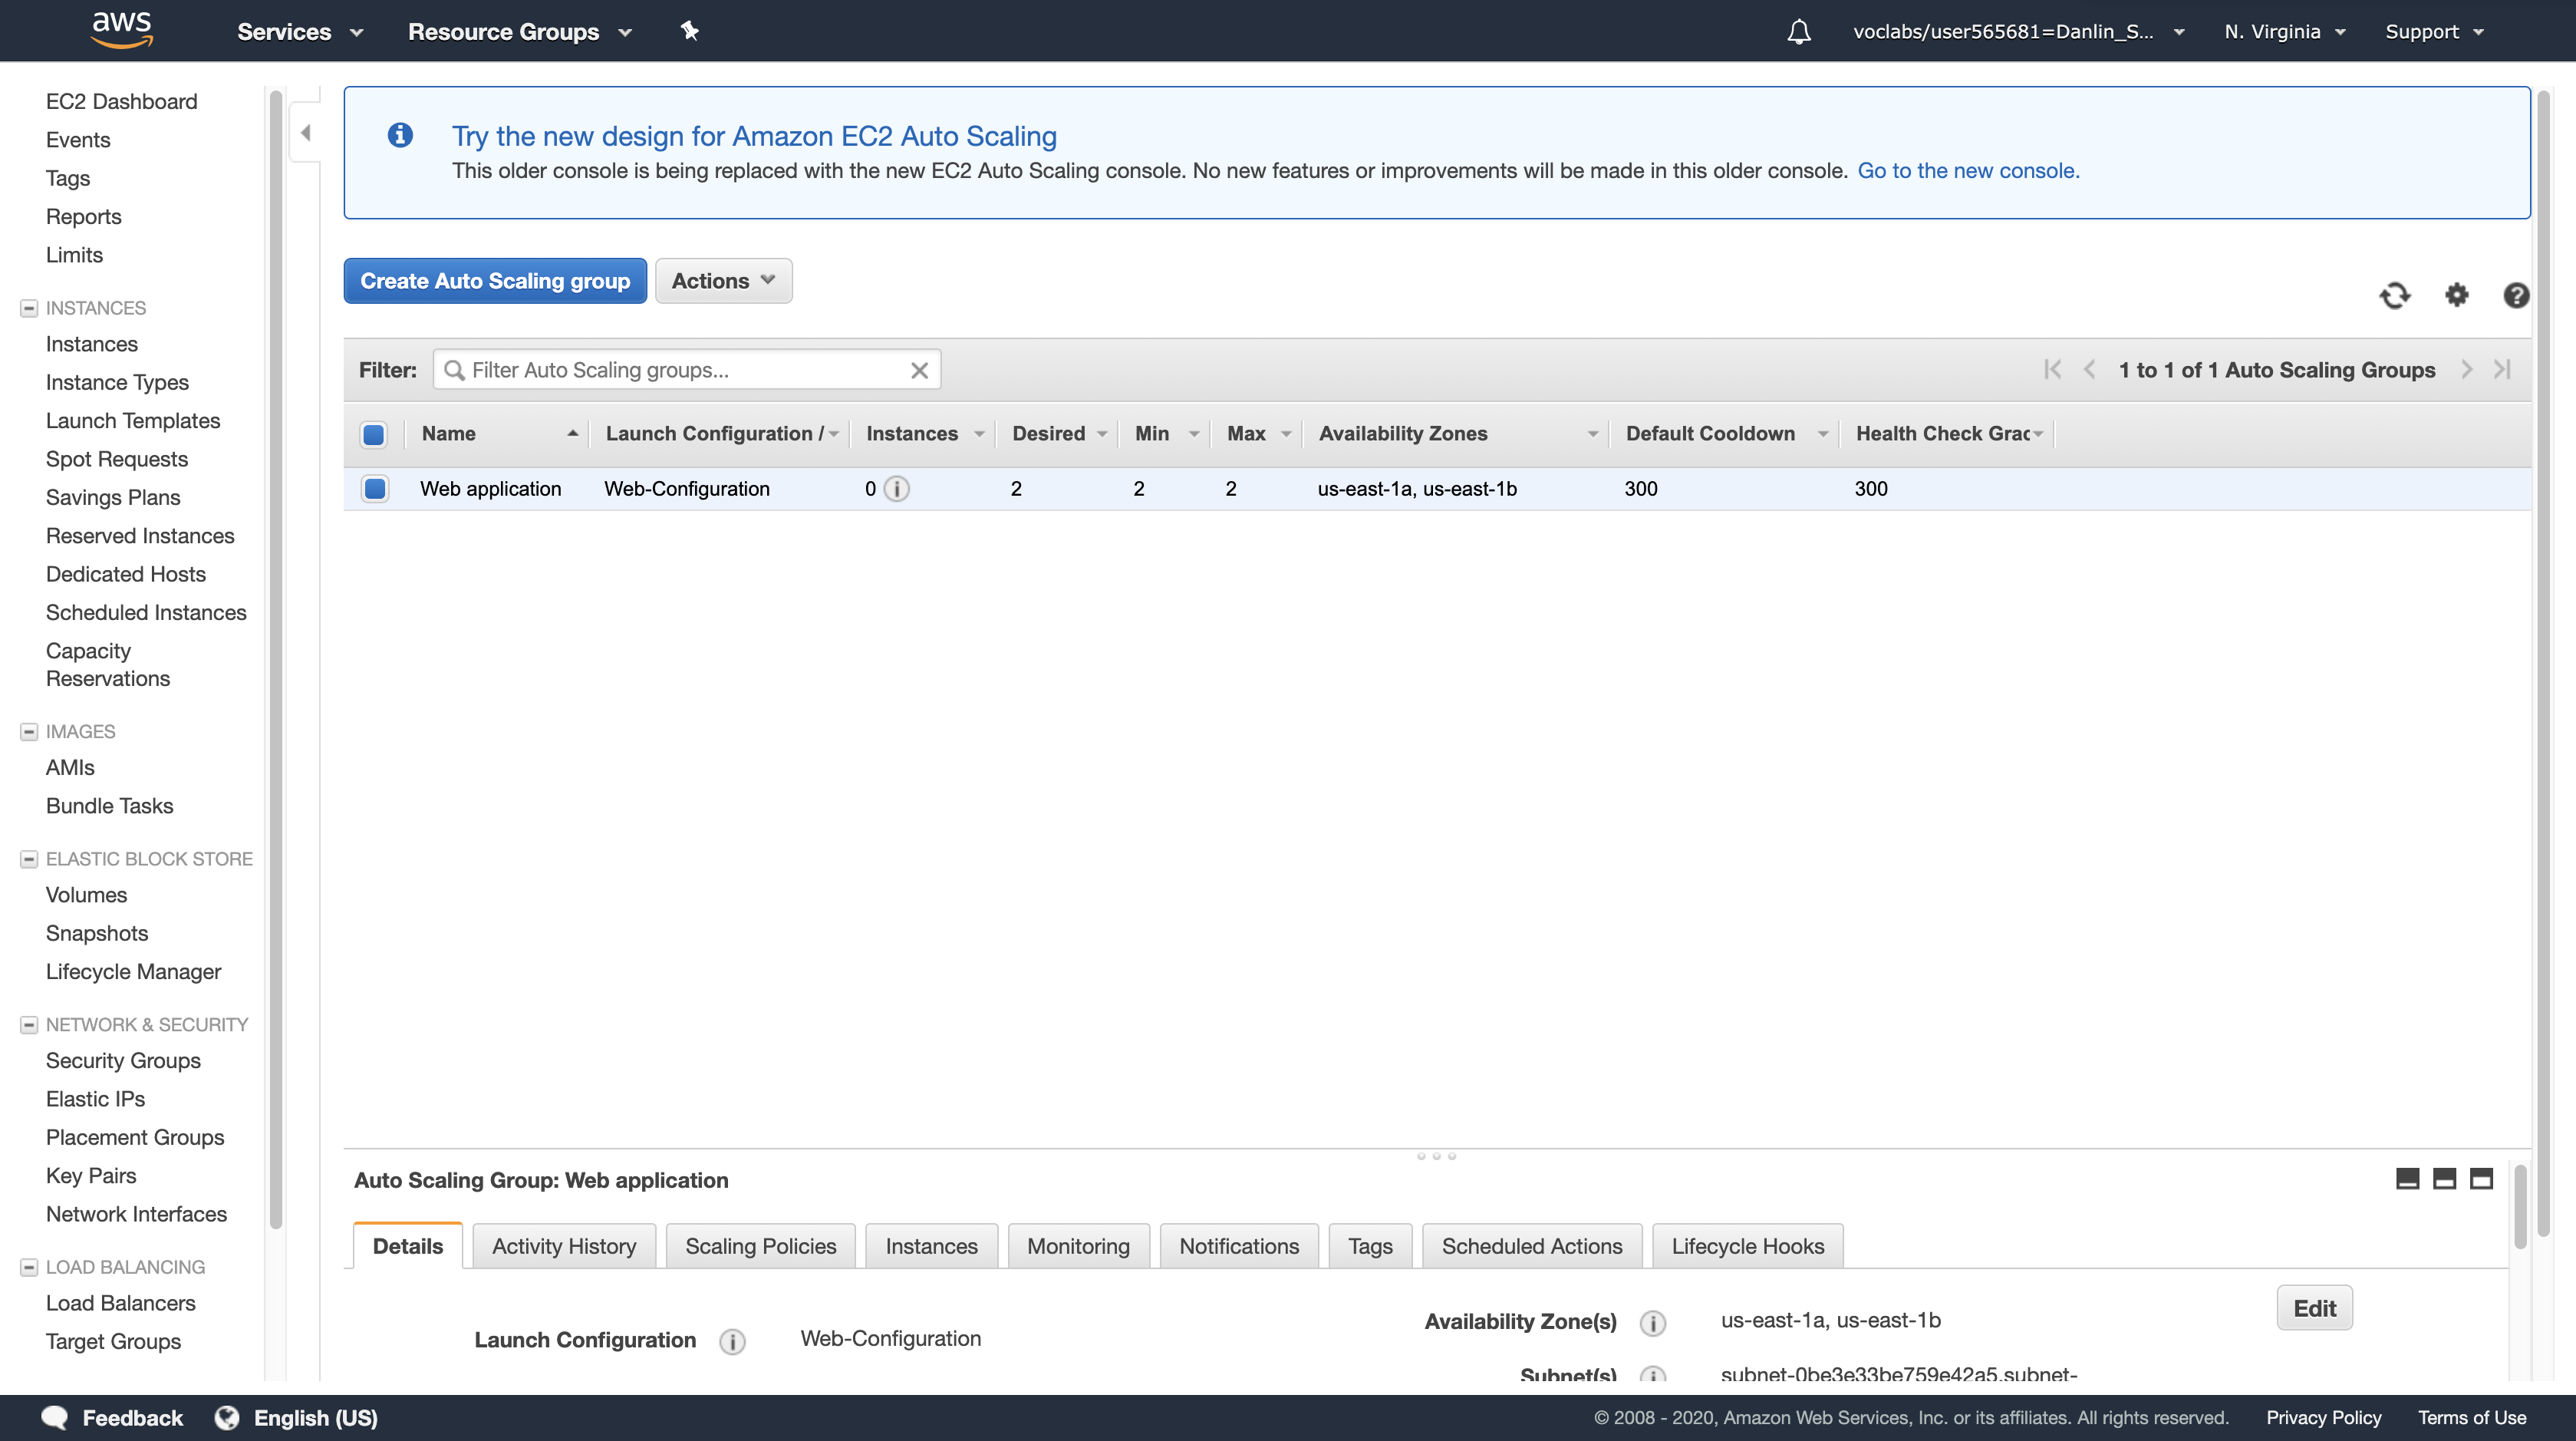 aws
Services
Resource Groups
voclabs/user565681=Danlin_S...
N. Virginia
Support
EC2 Dashboard
Events
Tags
Reports
Limits
INSTANCES
Instances
Instance Types
Launch Templates
Spot Requests
Savings Plans
Reserved Instances
Dedicated Hosts
Scheduled Instances
Capacity
Reservations
IMAGES
AMIs
Bundle Tasks
ELASTIC BLOCK STORE
Volumes
Snapshots
Lifecycle Manager
NETWORK & SECURITY
Security Groups
Elastic IPs
Placement Groups
Key Pairs
Network Interfaces
LOAD BALANCING
Load Balancers
Target Groups
Try the new design for Amazon EC2 Auto Scaling
This older console is being replaced with the new EC2 Auto Scaling console. No new features or improvements will be made in this older console. Go to the new console.
Create Auto Scaling group
Actions
Filter:
Filter Auto Scaling groups...
1 to 1 of 1 Auto Scaling Groups
Name Launch Configuration / Instances Desired Min Max Availability Zones Default Cooldown Health Check Grac
Web application Web-Configuration 0 2 2 2 us-east-1a, us-east-1b 300 300
Auto Scaling Group: Web application
Details Activity History Scaling Policies Instances Monitoring Notifications Tags Scheduled Actions Lifecycle Hooks
Launch Configuration Web-Configuration
Availability Zone(s) us-east-1a, us-east-1b
Edit
Subnet(s) subnet-0be3e33be759e42a5,subnet-
Feedback
English (US)
© 2008 - 2020, Amazon Web Services, Inc. or its affiliates. All rights reserved.
Privacy Policy
Terms of Use